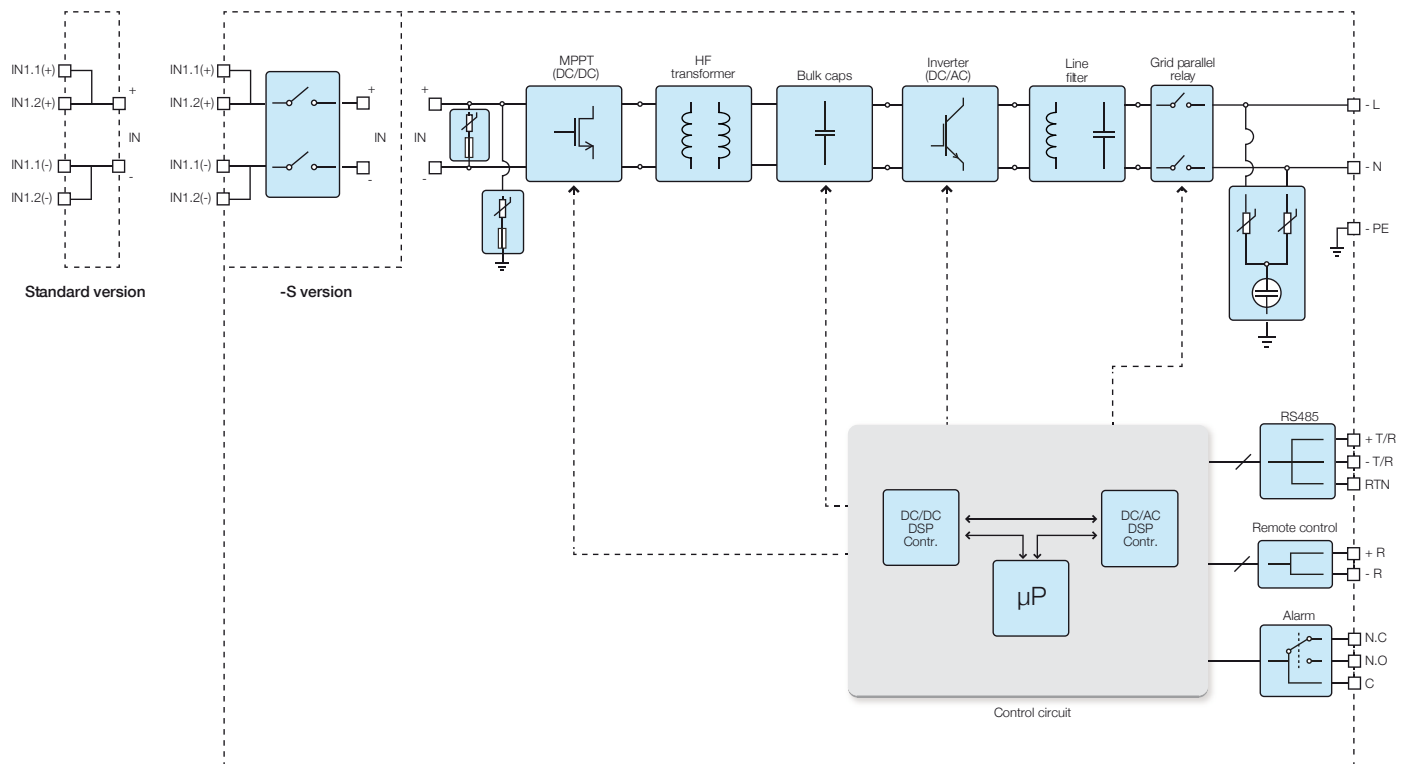 IN1.1(+)
IN1.2(+)
+
IN
IN1.1(-)
-
IN1.2(-)
Standard version
IN1.1(+)
IN1.2(+)
+
IN
IN1.1(-)
-
IN1.2(-)
-S version
+
IN
-
MPPT
(DC/DC)
HF
transformer
Bulk caps
Inverter
(DC/AC)
Line
filter
Grid parallel
relay
- L
- N
- PE
DC/DC
DSP
Contr.
DC/AC
DSP
Contr.
µP
Control circuit
RS485
+ T/R
- T/R
RTN
Remote control
+ R
- R
Alarm
N.C
N.O
C